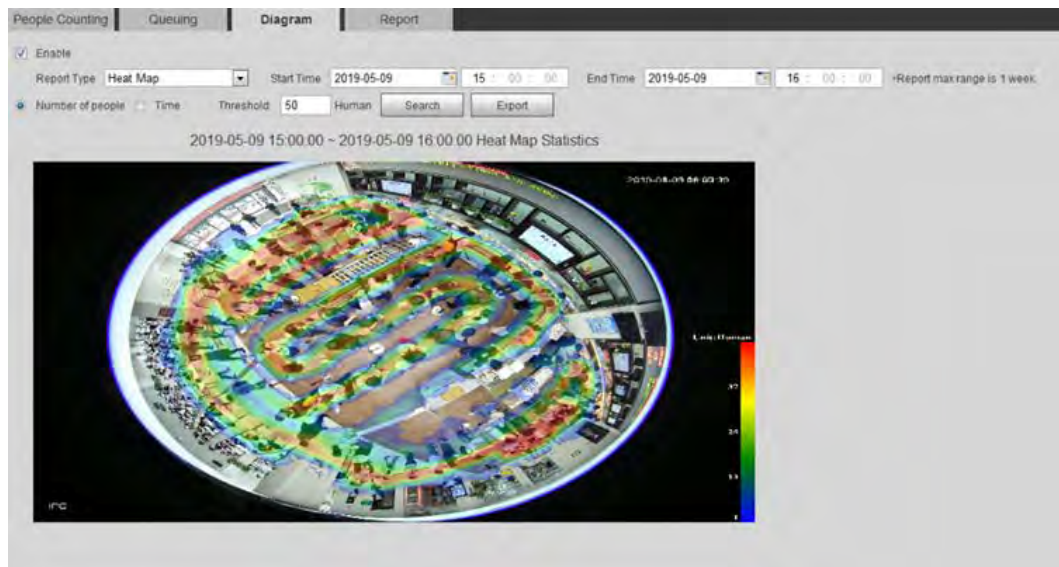 People Counting Queuing Diagram Report
Enable
Report Type Heat Map Start Time 2019-05-09 15 : 00 : 00 End Time 2019-05-09 16 : 00 : 00 *Report max range is 1 week.
Number of people Time Threshold 50 Human Search Export
2019-05-09 15:00:00 ~ 2019-05-09 16:00:00 Heat Map Statistics
Unit:Human
IPC